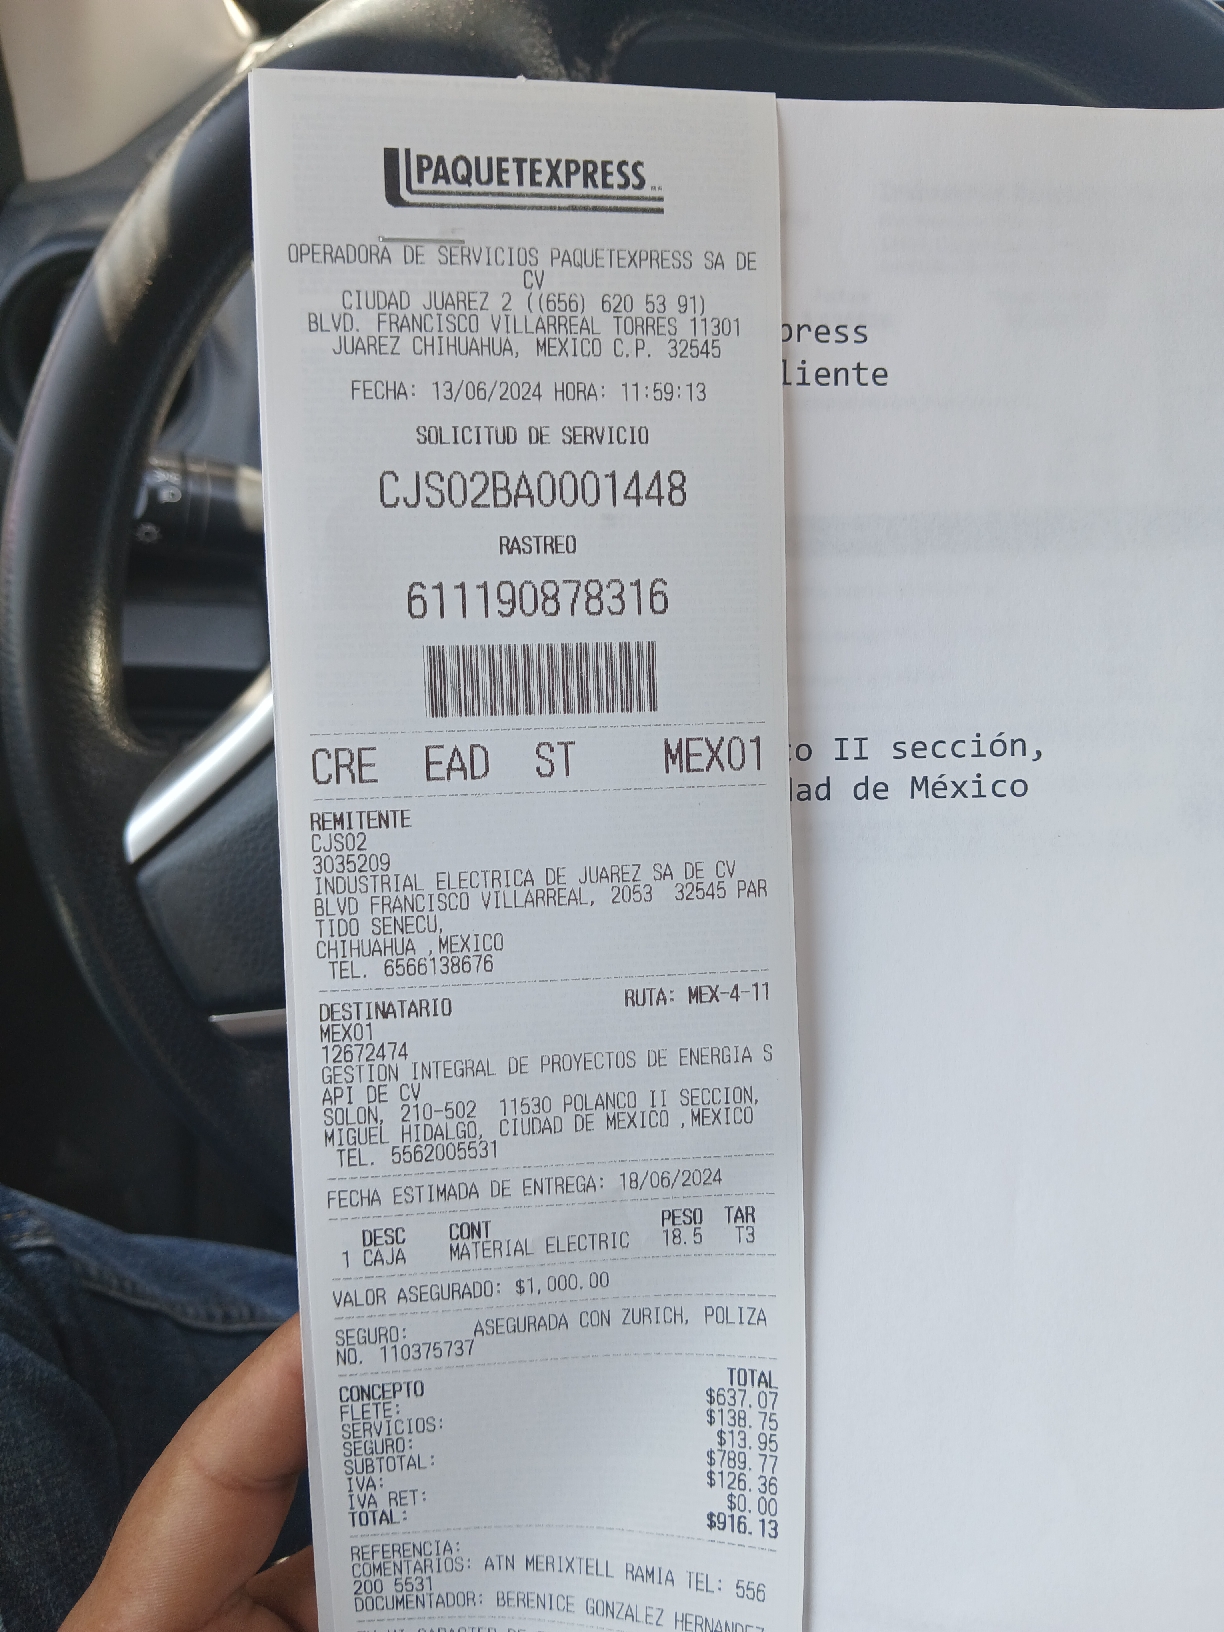 PAQUETEXPRESS
OPERADORA DE SERVICIOS PAQUETEXPRESS SA DE
CV
CIUDAD JUAREZ 2 ((656) 620 53 91)
BLVD. FRANCISCO VILLARREAL TORRES 11301
JUAREZ CHIHUAHUA, MEXICO C.P. 32545
FECHA: 13/06/2024 HORA: 11:59:13
SOLICITUD DE SERVICIO
CJS02BA0001448
RASTREO
611190878316
CRE EAD ST MEX01
REMITENTE
CJS02
3035209
INDUSTRIAL ELECTRICA DE JUAREZ SA DE CV
BLVD FRANCISCO VILLARREAL, 2053 32545 PAR
TIDO SENECU,
CHIHUAHUA ,MEXICO
TEL. 6566138676
DESTINATARIO RUTA: MEX-4-11
MEX01
12672474
GESTION INTEGRAL DE PROYECTOS DE ENERGIA S
API DE CV
SOLON, 210-502 11530 POLANCO II SECCION,
MIGUEL HIDALGO, CIUDAD DE MEXICO ,MEXICO
TEL. 5562005531
FECHA ESTIMADA DE ENTREGA: 18/06/2024
DESC CONT PESO TAR
1 CAJA MATERIAL ELECTRIC 18.5 T3
VALOR ASEGURADO: $1,000.00
SEGURO: ASEGURADA CON ZURICH, POLIZA
NO. 110375737
CONCEPTO TOTAL
FLETE: $637.07
SERVICIOS: $138.75
SEGURO: $13.95
SUBTOTAL: $789.77
IVA: $126.36
IVA RET: $0.00
TOTAL: $916.13
REFERENCIA:
COMENTARIOS: ATN MERIXTELL RAMIA TEL: 556
200 5531
DOCUMENTADOR: BERENICE GONZALEZ HERNANDEZ
press
liente
o II sección,
dad de México